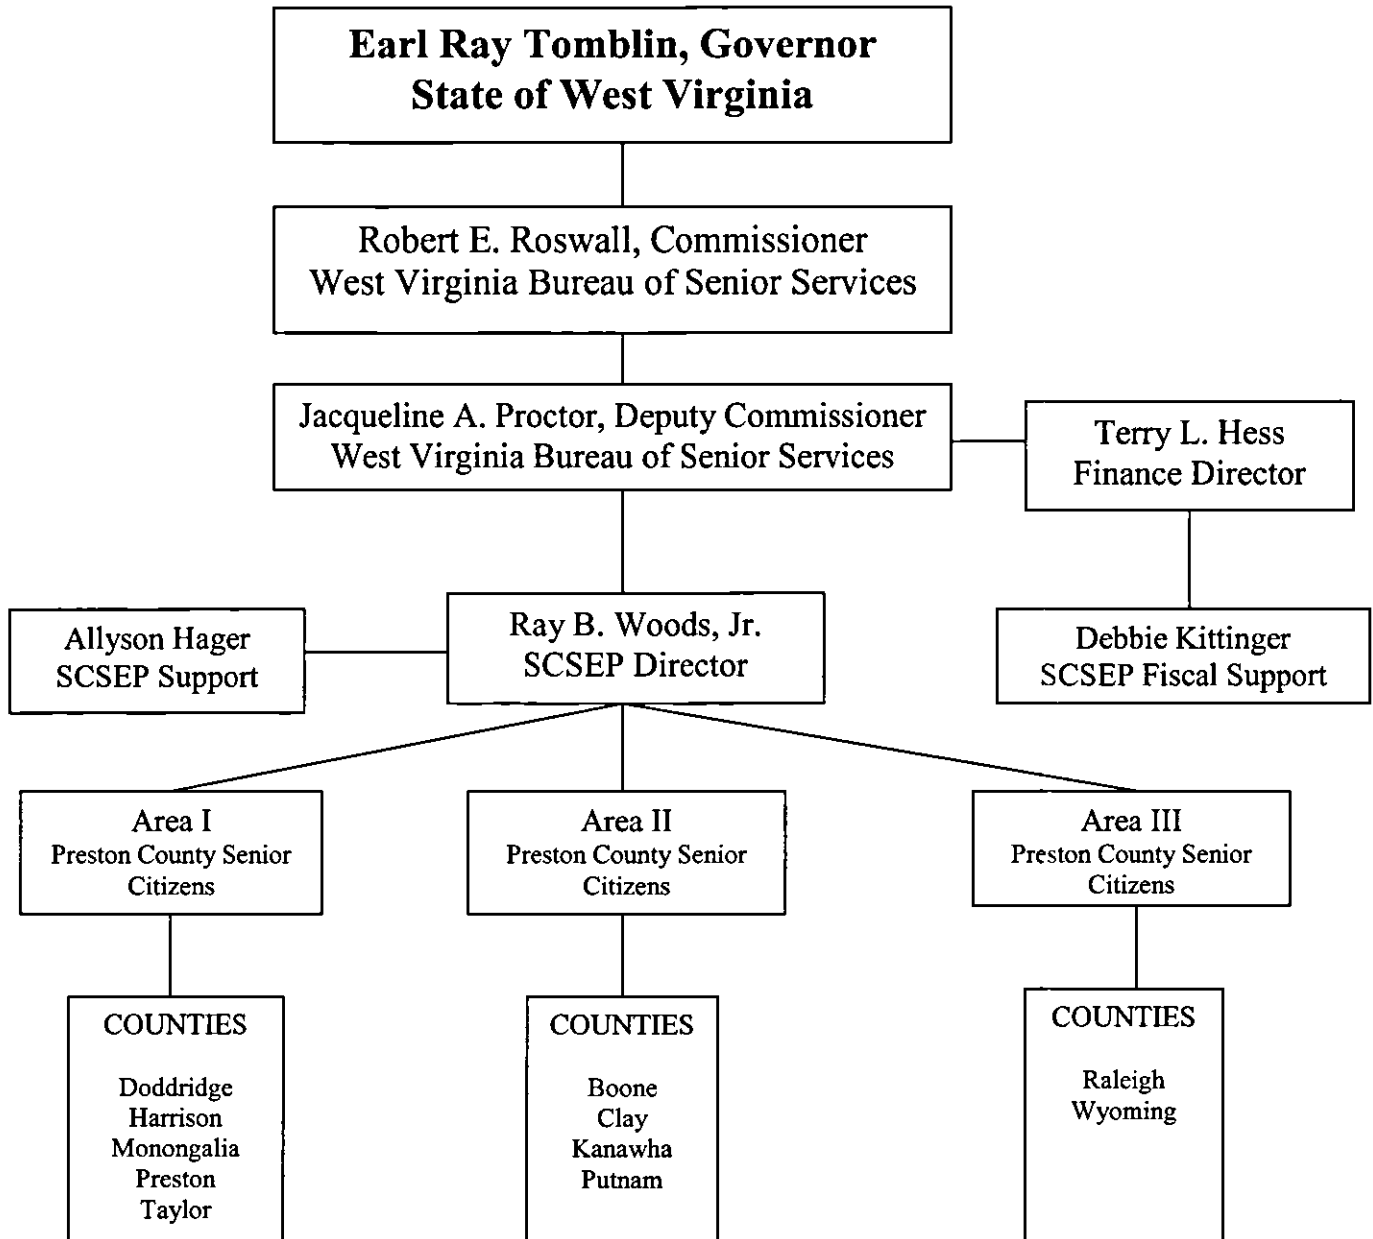 Earl Ray Tomblin, Governor
State of West Virginia
Robert E. Roswall, Commissioner
West Virginia Bureau of Senior Services
Jacqueline A. Proctor, Deputy Commissioner
West Virginia Bureau of Senior Services
Terry L. Hess
Finance Director
Allyson Hager
SCSEP Support
Ray B. Woods, Jr.
SCSEP Director
Debbie Kittinger
SCSEP Fiscal Support
Area I
Preston County Senior
Citizens
Area II
Preston County Senior
Citizens
Area III
Preston County Senior
Citizens
COUNTIES
Doddridge
Harrison
Monongalia
Preston
Taylor
COUNTIES
Boone
Clay
Kanawha
Putnam
COUNTIES
Raleigh
Wyoming